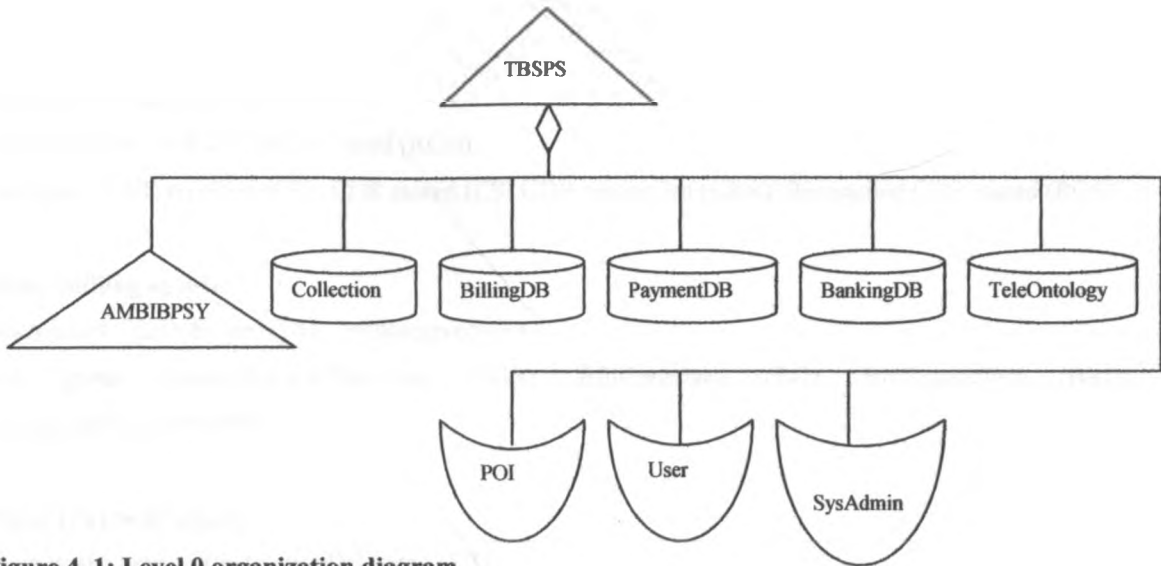 TBSPS
AMBIBPSY
Collection
BillingDB
PaymentDB
BankingDB
TeleOntology
POI
User
SysAdmin
igure 4-1: Level 0 organization diagram